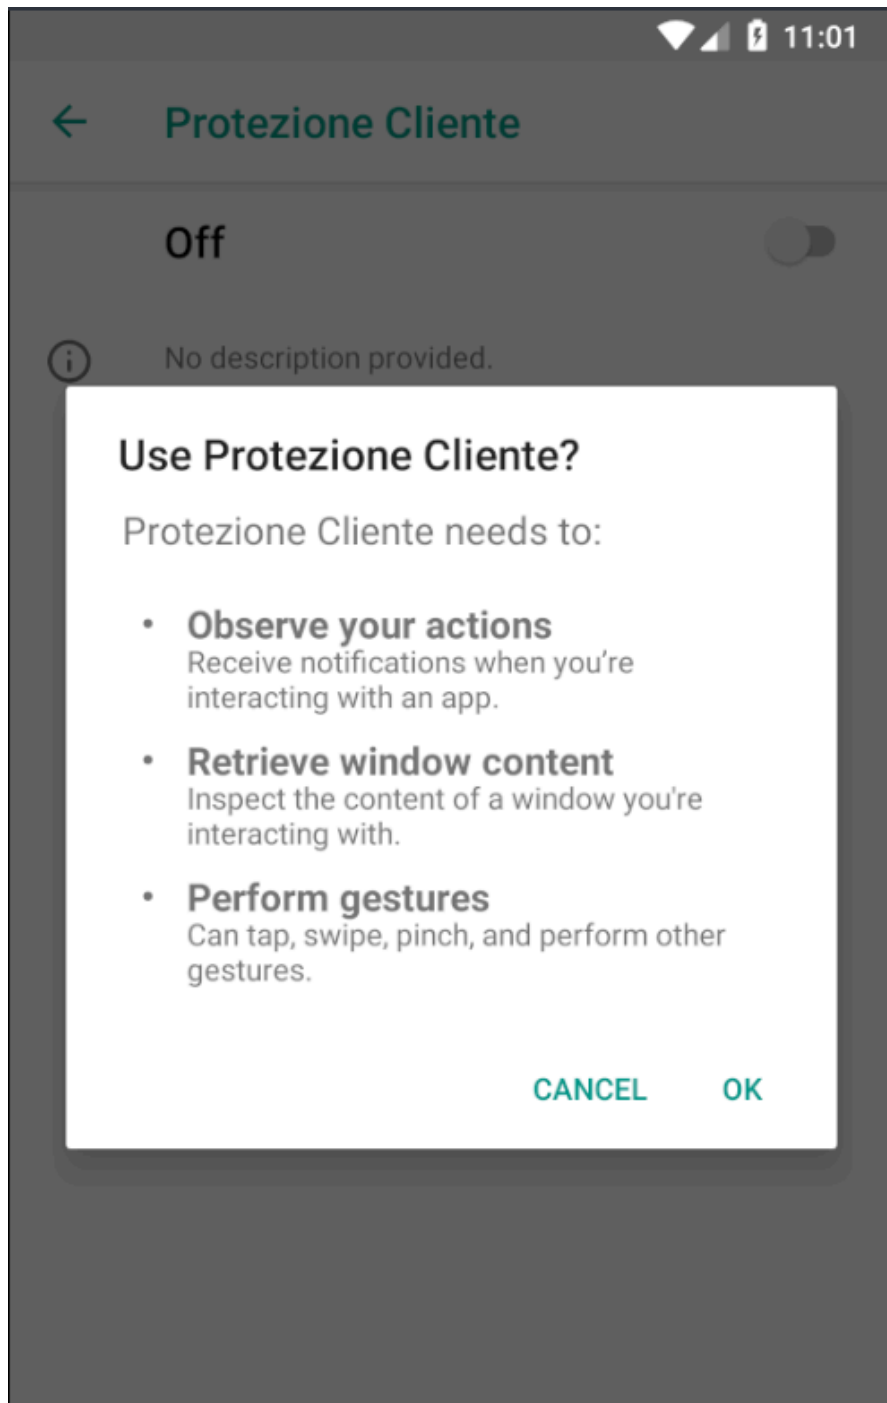 11:01
Protezione Cliente
Off
No description provided.
Use Protezione Cliente?
Protezione Cliente needs to:
• Observe your actions
Receive notifications when you’re
interacting with an app.
• Retrieve window content
Inspect the content of a window you're
interacting with.
• Perform gestures
Can tap, swipe, pinch, and perform other
gestures.
CANCEL OK